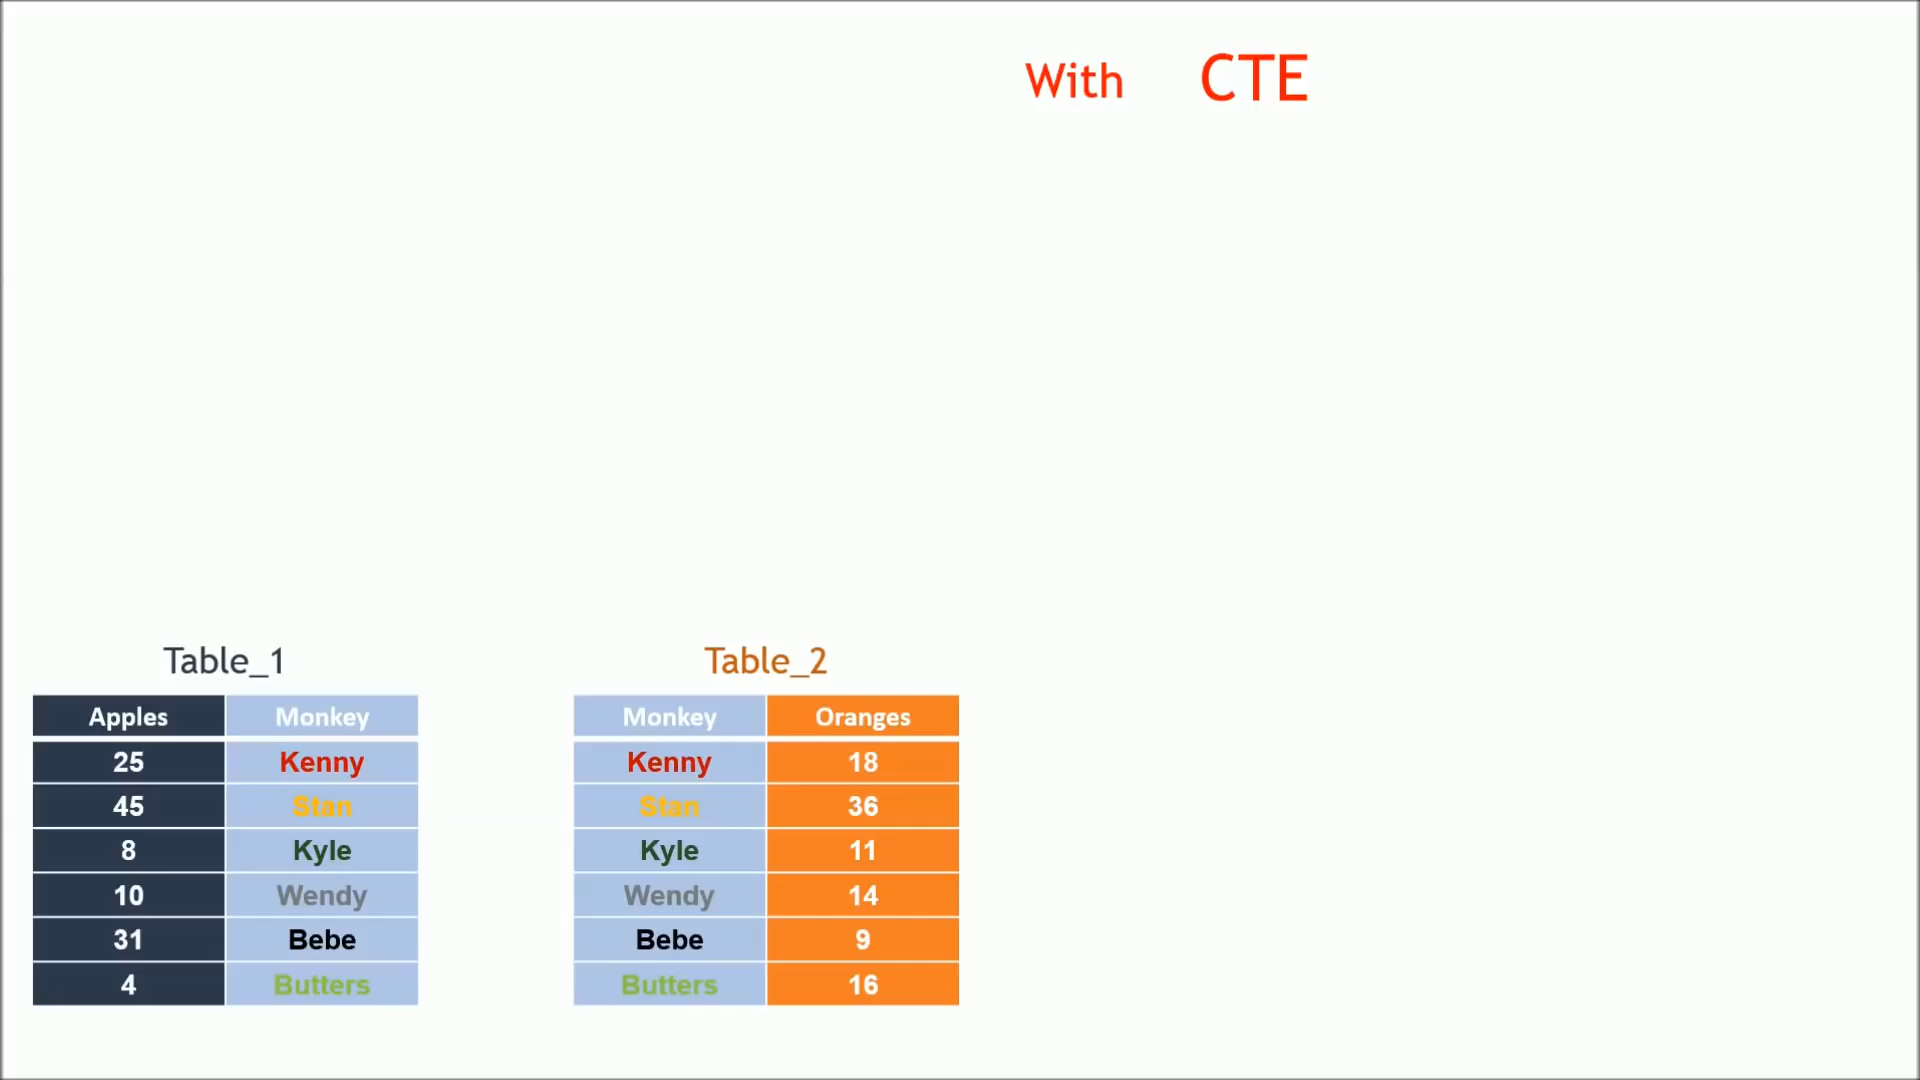 With CTE
Table_1 Table_2
Apples Monkey Monkey Oranges
25 Kenny Kenny 18
45 Stan Stan 36
8 Kyle Kyle 11
10 Wendy Wendy 14
31 Bebe Bebe 9
4 Butters Butters 16